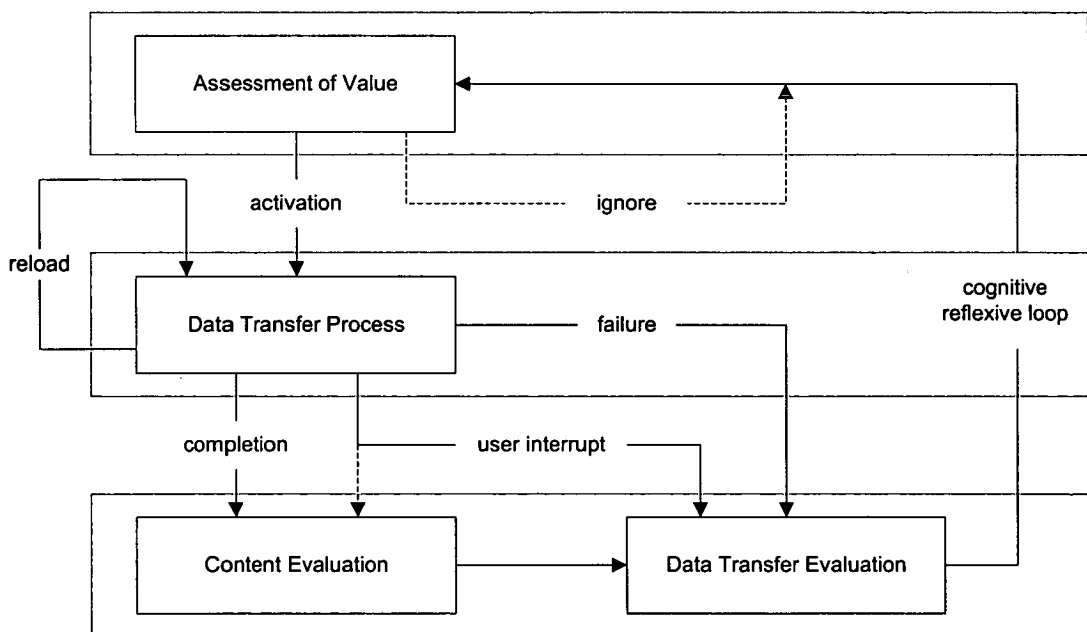 Assessment of Value
activation
ignore
reload
Data Transfer Process
failure
cognitive
reflexive loop
completion
user interrupt
Content Evaluation
Data Transfer Evaluation